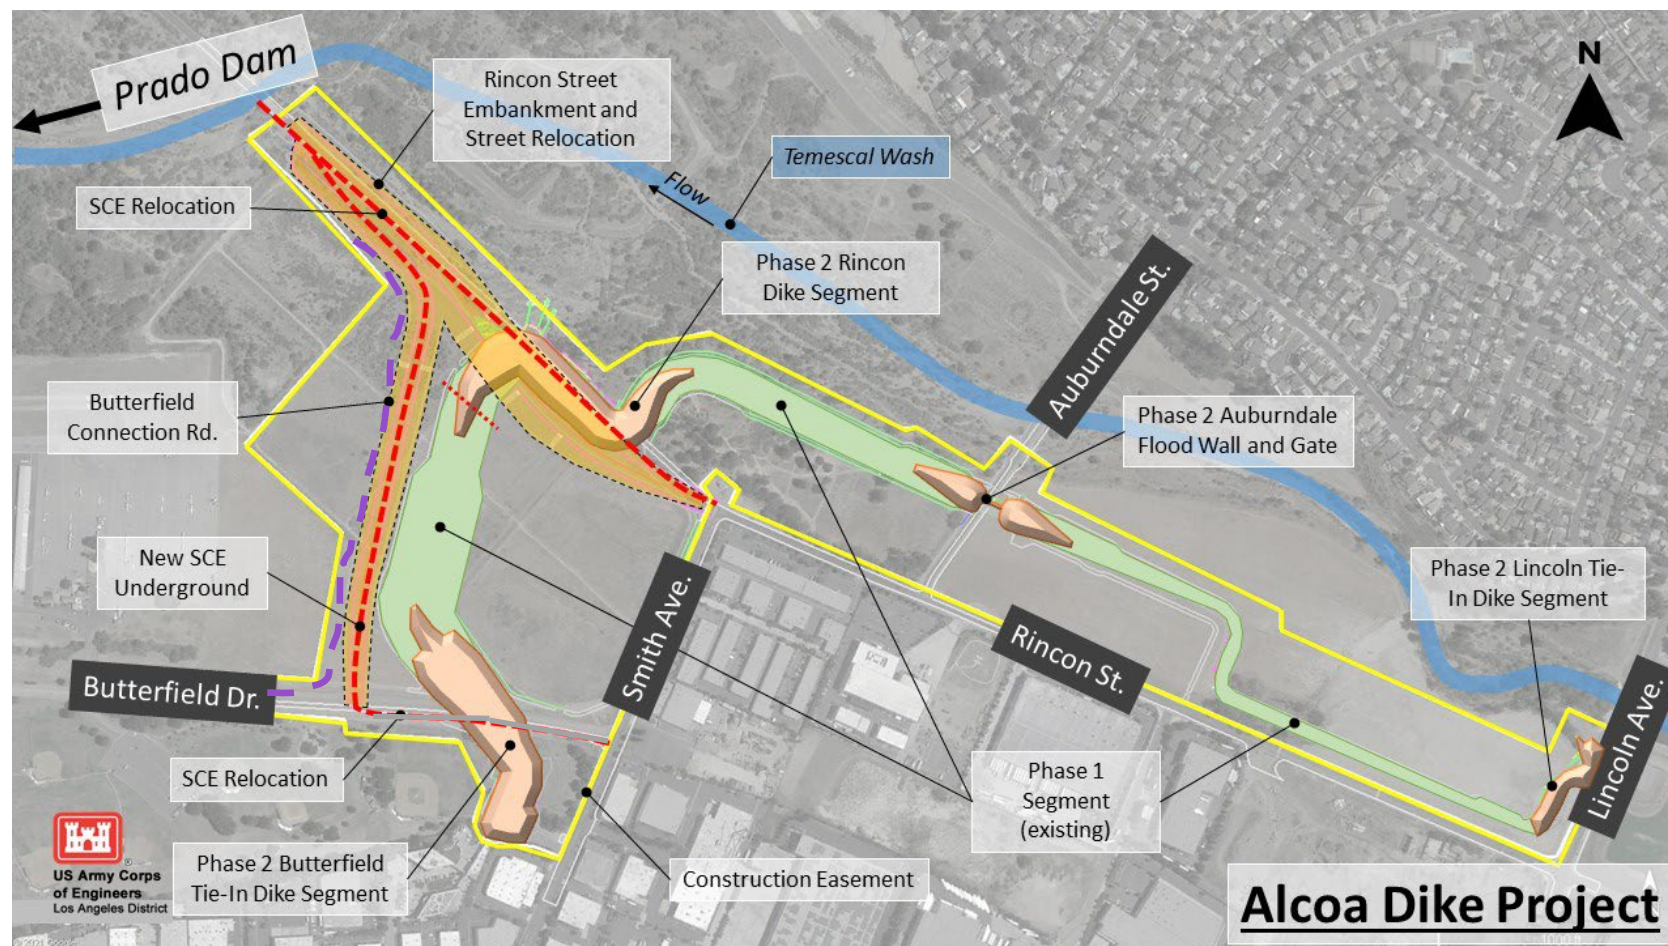 Prado Dam
Rincon Street
Embankment and
Street Relocation
N
Temescal Wash
Flow
SCE Relocation
Phase 2 Rincon
Dike Segment
Auburndale St.
Butterfield
Connection Rd.
Phase 2 Auburndale
Flood Wall and Gate
New SCE
Underground
Phase 2 Lincoln Tie-
In Dike Segment
Smith Ave.
Rincon St.
Butterfield Dr.
Lincoln Ave.
SCE Relocation
Phase 1
Segment
(existing)
US Army Corps
of Engineers
Los Angeles District
®
Phase 2 Butterfield
Tie-In Dike Segment
Construction Easement
Alcoa Dike Project